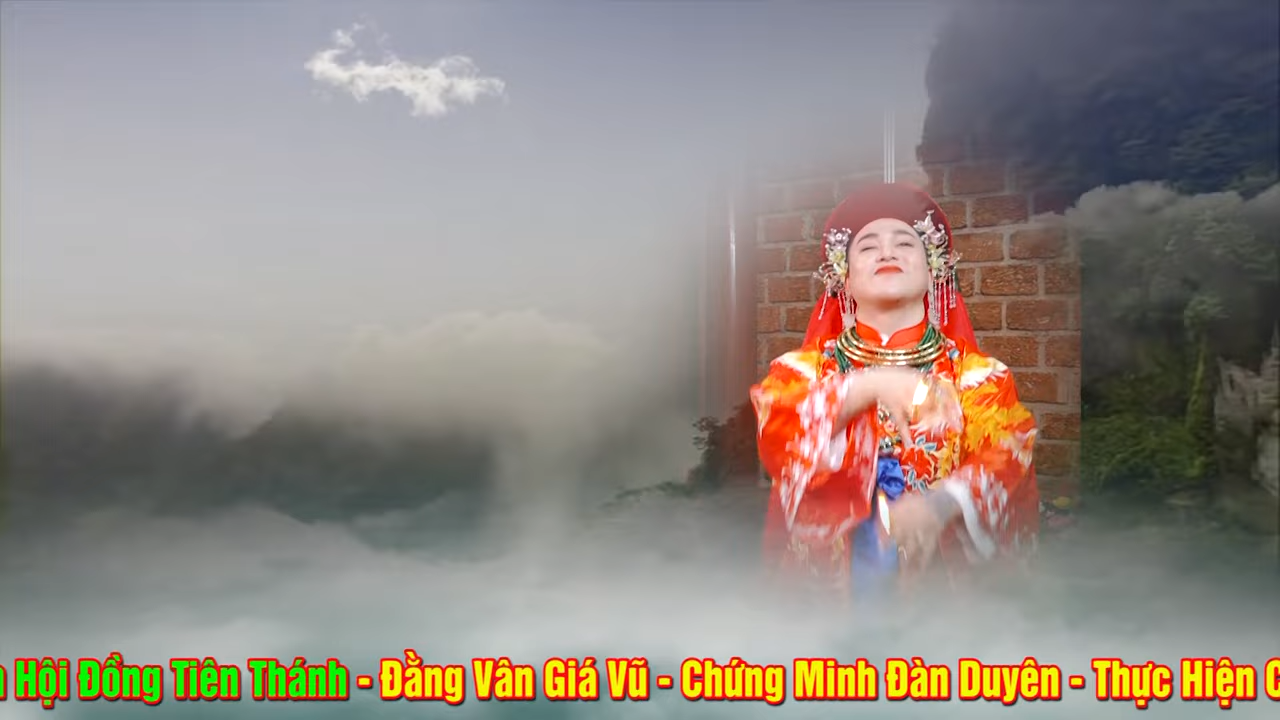 Hội Đồng Tiên Thánh - Đằng Vân Giá Vũ - Chứng Minh Đàn Duyên - Thực Hiện